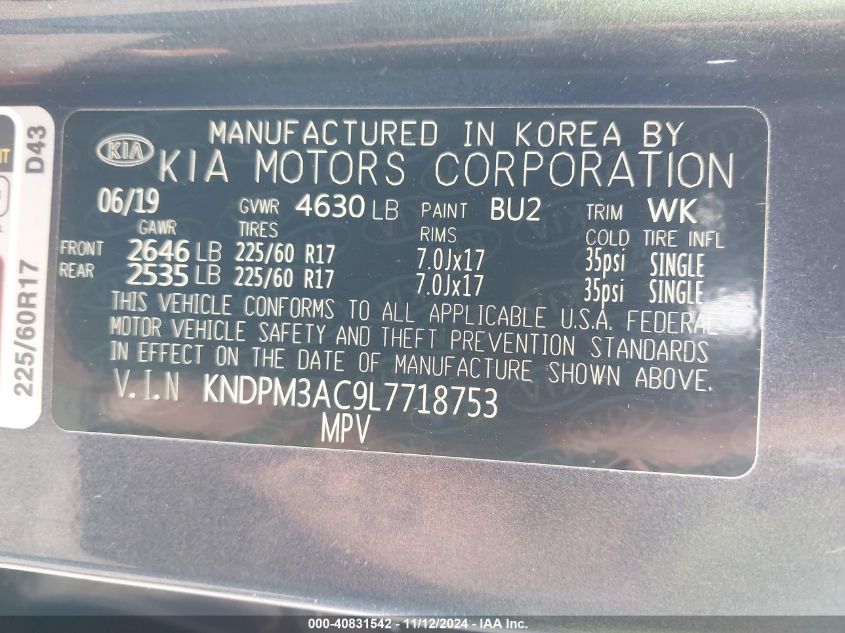 MANUFACTURED IN KOREA BY
KIA KIA MOTORS CORPORATION
06/19 GVWR 4630 LB PAINT BU2 TRIM WK
GAWR TIRES RIMS COLD TIRE INFL
FRONT 2646 LB 225/60 R17 7.0Jx17 35psi SINGLE
REAR 2535 LB 225/60 R17 7.0Jx17 35psi SINGLE
THIS VEHICLE CONFORMS TO ALL APPLICABLE U.S.A. FEDERAL
MOTOR VEHICLE SAFETY AND THEFT PREVENTION STANDARDS
IN EFFECT ON THE DATE OF MANUFACTURE SHOWN ABOVE.
V.I.N KNDPM3AC9L7718753
MPV
D43
225/60R17
000-40831542 - 11/12/2024 - IAA Inc.